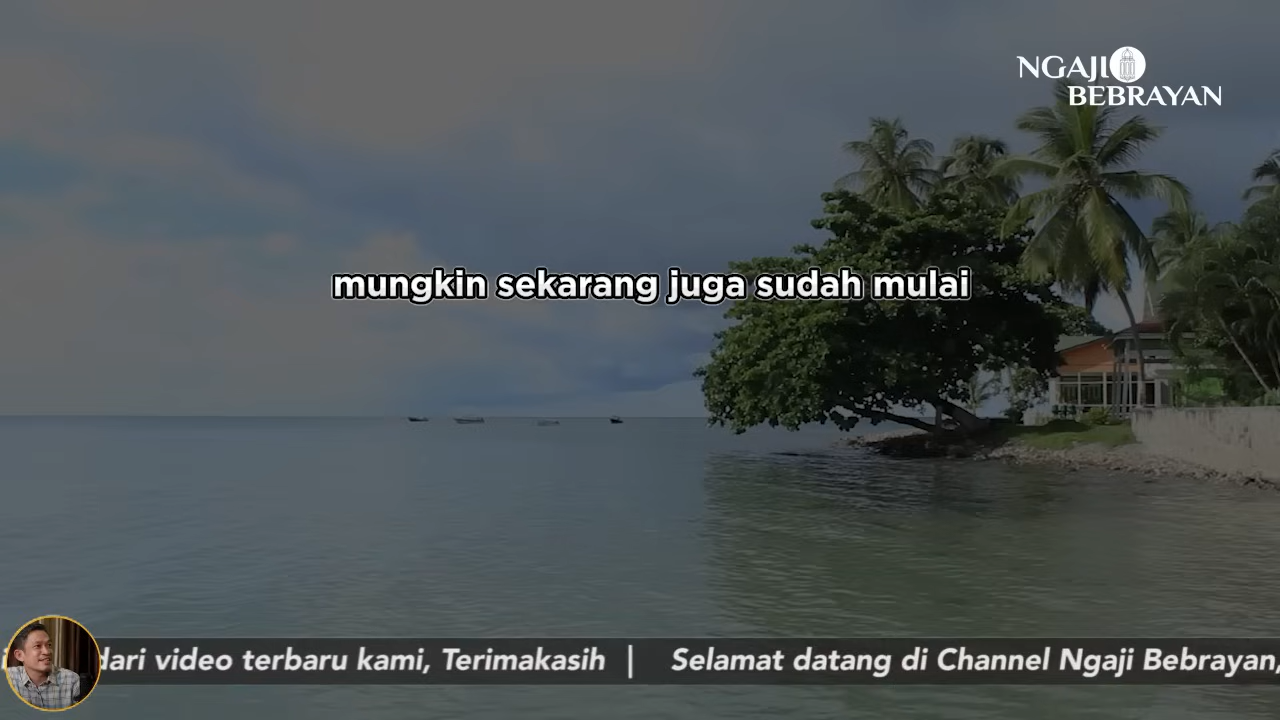 NGAJI
BEBRAYAN
mungkin sekarang juga sudah mulai
dari video terbaru kami, Terimakasih | Selamat datang di Channel Ngaji Bebrayan,